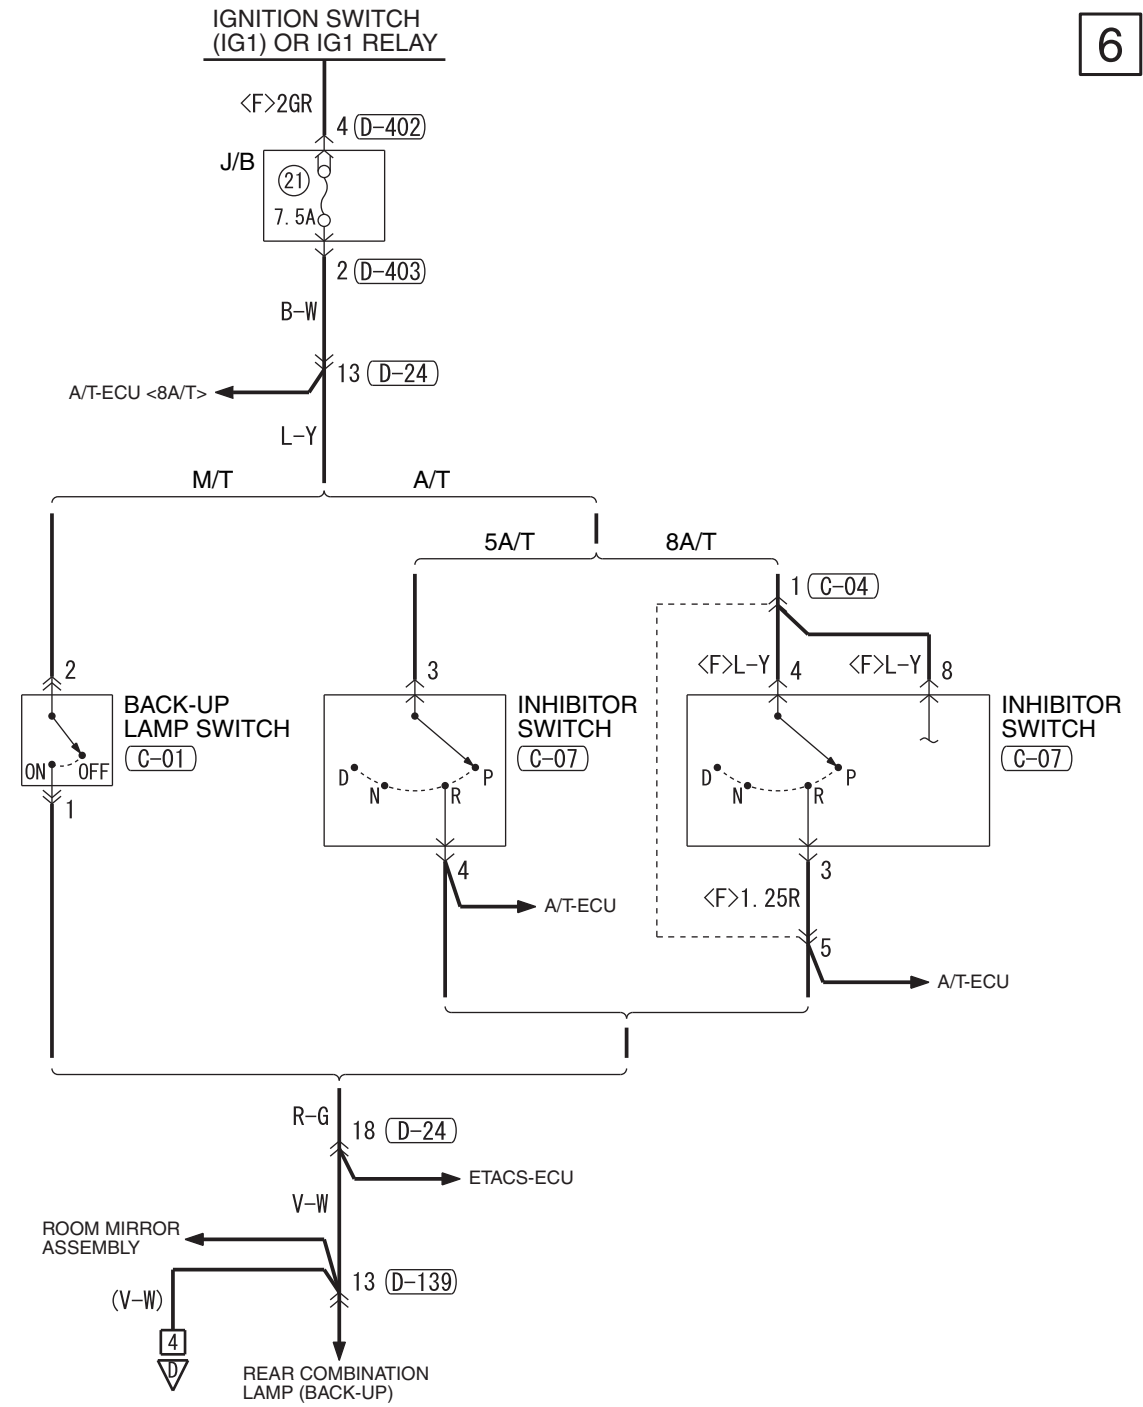 IGNITION SWITCH
(IG1) OR IG1 RELAY
6
<F>2GR
4 D-402
J/B
21
7.5A
2 D-403
B-W
13 D-24
A/T-ECU <8A/T>
L-Y
M/T
A/T
5A/T
8A/T
1 C-04
2
3
<F>L-Y 4
<F>L-Y 8
BACK-UP
LAMP SWITCH
C-01
ON
OFF
1
INHIBITOR
SWITCH
C-07
D
N
R
P
4
A/T-ECU
INHIBITOR
SWITCH
C-07
D
N
R
P
3
<F>1.25R
5
A/T-ECU
R-G
18 D-24
ETACS-ECU
V-W
ROOM MIRROR
ASSEMBLY
13 D-139
(V-W)
4
D
REAR COMBINATION
LAMP (BACK-UP)